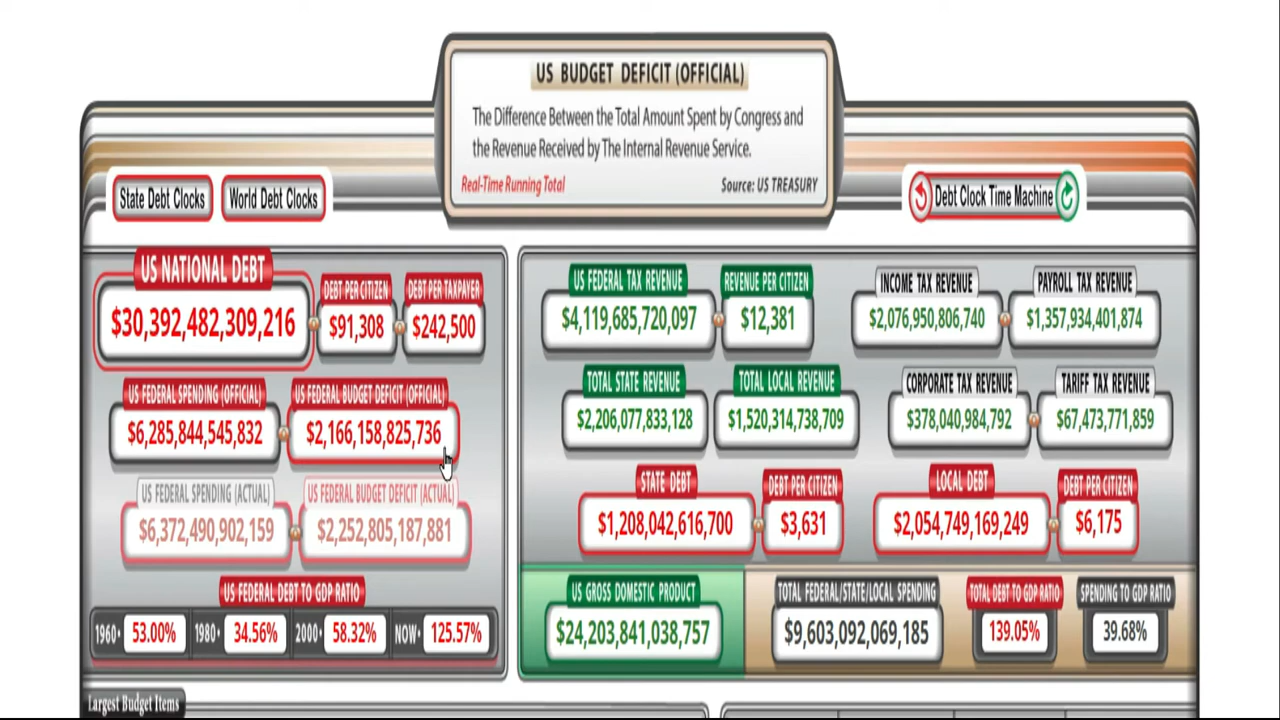 US BUDGET DEFICIT (OFFICIAL)
The Difference Between the Total Amount Spent by Congress and
the Revenue Received by The Internal Revenue Service.
Real-Time Running Total
Source: US TREASURY
State Debt Clocks
World Debt Clocks
Debt Clock Time Machine
US NATIONAL DEBT
$30,392,482,309,216
DEBT PER CITIZEN
$91,308
DEBT PER TAXPAYER
$242,500
US FEDERAL SPENDING (OFFICIAL)
$6,285,844,545,832
US FEDERAL BUDGET DEFICIT (OFFICIAL)
$2,166,158,825,736
US FEDERAL SPENDING (ACTUAL)
$6,372,490,902,159
US FEDERAL BUDGET DEFICIT (ACTUAL)
$2,252,805,187,881
US FEDERAL DEBT TO GDP RATIO
1960• 53.00% 1980• 34.56% 2000• 58.32% NOW• 125.57%
US FEDERAL TAX REVENUE
$4,119,685,720,097
REVENUE PER CITIZEN
$12,381
INCOME TAX REVENUE
$2,076,950,806,740
PAYROLL TAX REVENUE
$1,357,934,401,874
TOTAL STATE REVENUE
$2,206,077,833,128
TOTAL LOCAL REVENUE
$1,520,314,738,709
CORPORATE TAX REVENUE
$378,040,984,792
TARIFF TAX REVENUE
$67,473,771,859
STATE DEBT
$1,208,042,616,700
DEBT PER CITIZEN
$3,631
LOCAL DEBT
$2,054,749,169,249
DEBT PER CITIZEN
$6,175
US GROSS DOMESTIC PRODUCT
$24,203,841,038,757
TOTAL FEDERAL/STATE/LOCAL SPENDING
$9,603,092,069,185
TOTAL DEBT TO GDP RATIO
139.05%
SPENDING TO GDP RATIO
39.68%
Largest Budget Items